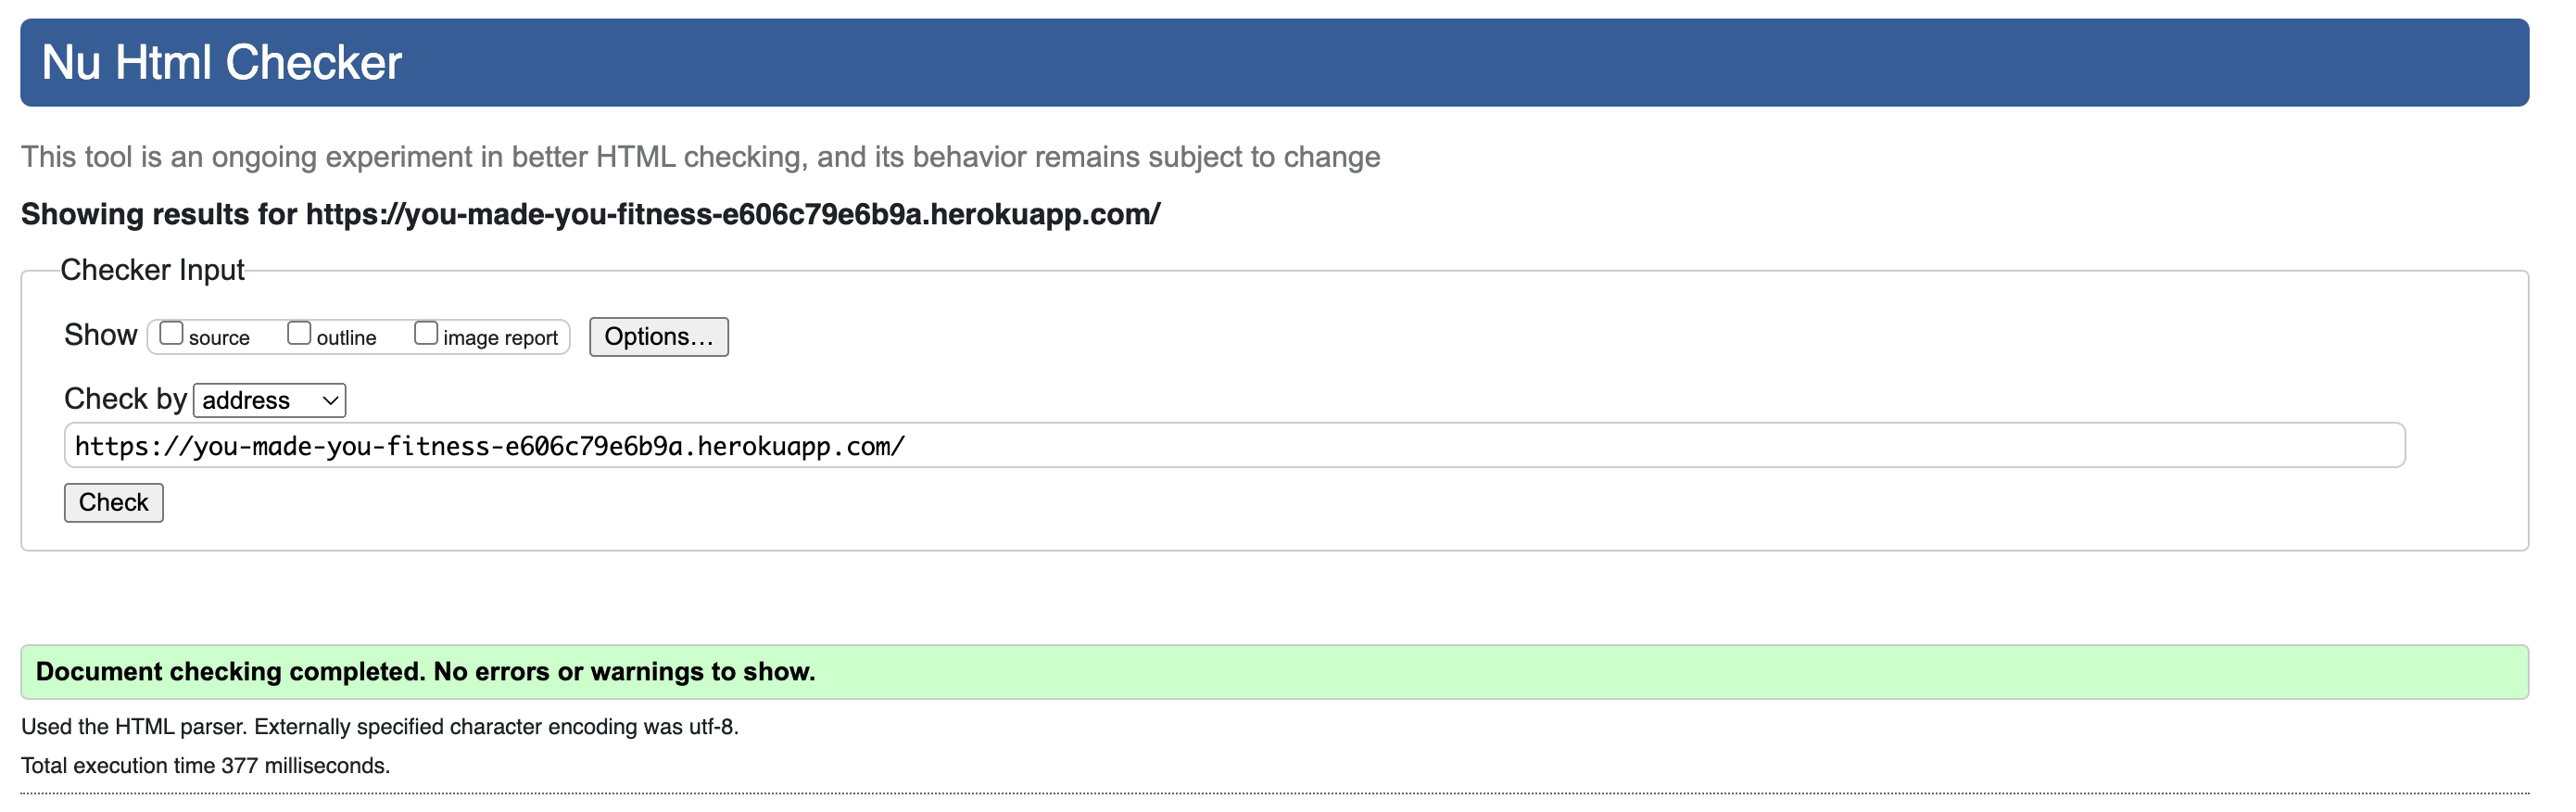 Nu Html Checker
This tool is an ongoing experiment in better HTML checking, and its behavior remains subject to change
Showing results for https://you-made-you-fitness-e606c79e6b9a.herokuapp.com/
Checker Input
Show source outline image report Options...
Check by address
https://you-made-you-fitness-e606c79e6b9a.herokuapp.com/
Check
Document checking completed. No errors or warnings to show.
Used the HTML parser. Externally specified character encoding was utf-8.
Total execution time 377 milliseconds.